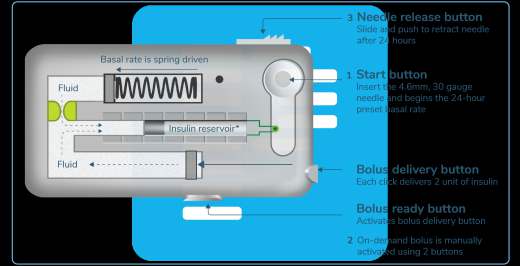 3 Needle release button
Slide and push to retract needle
after 24 hours
Basal rate is spring driven
1 Start button
Insert the 4.6mm, 30 gauge
needle and begins the 24-hour
preset basal rate
Fluid
Insulin reservoir*
Fluid
Bolus delivery button
Each click delivers 2 unit of insulin
Bolus ready button
Activates bolus delivery button
2 On-demand bolus is manually
activated using 2 buttons